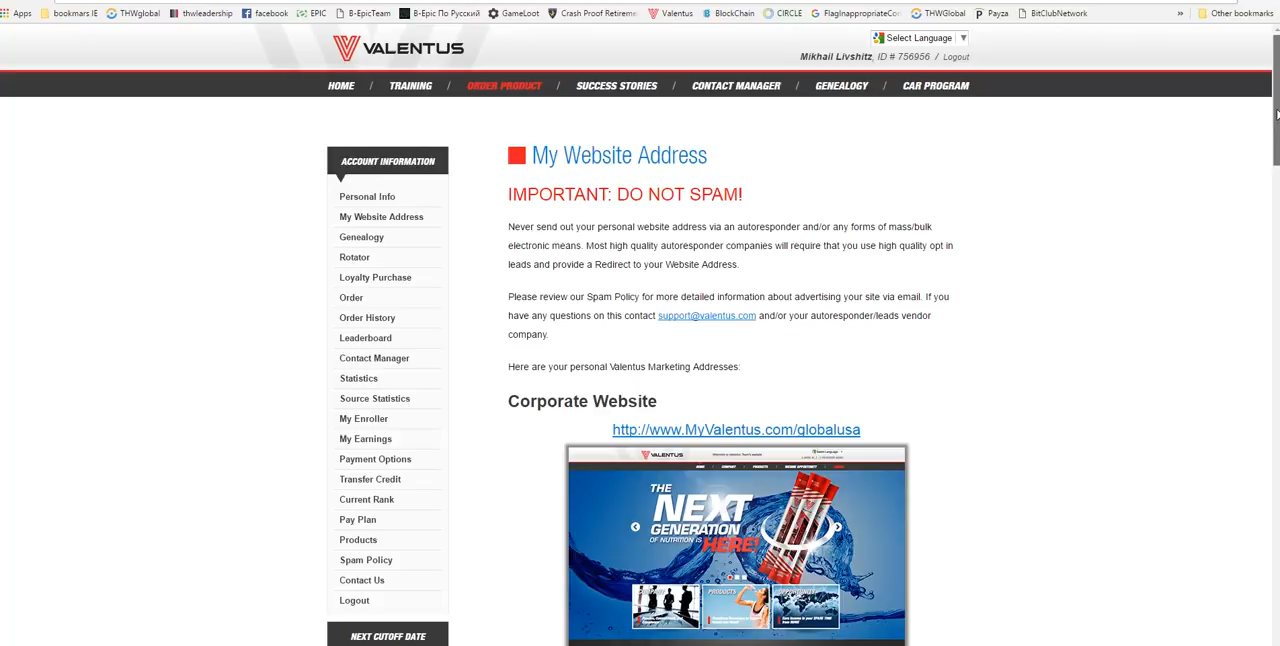 Apps bookmars IE THWglobal thwleadership facebook EPIC B-EpicTeam B-Epic По Русский GameLoot Crash Proof Retireme Valentus BlockChain CIRCLE FlagInappropriateCon THWGlobal Payza BitClubNetwork » Other bookmarks
VALENTUS
Select Language ▼
Mikhail Livshitz, ID # 756956 / Logout
HOME / TRAINING / ORDER PRODUCT / SUCCESS STORIES / CONTACT MANAGER / GENEALOGY / CAR PROGRAM
ACCOUNT INFORMATION
Personal Info
My Website Address
Genealogy
Rotator
Loyalty Purchase
Order
Order History
Leaderboard
Contact Manager
Statistics
Source Statistics
My Enroller
My Earnings
Payment Options
Transfer Credit
Current Rank
Pay Plan
Products
Spam Policy
Contact Us
Logout
NEXT CUTOFF DATE
My Website Address
IMPORTANT: DO NOT SPAM!
Never send out your personal website address via an autoresponder and/or any forms of mass/bulk
electronic means. Most high quality autoresponder companies will require that you use high quality opt in
leads and provide a Redirect to your Website Address.
Please review our Spam Policy for more detailed information about advertising your site via email. If you
have any questions on this contact support@valentus.com and/or your autoresponder/leads vendor
company.
Here are your personal Valentus Marketing Addresses:
Corporate Website
http://www.MyValentus.com/globalusa
VALENTUS
HOME COMPANY PRODUCTS
THE
NEXT
GENERATION
OF NUTRITION IS
HERE!
COMPANY PRODUCTS OPPORTUNITY